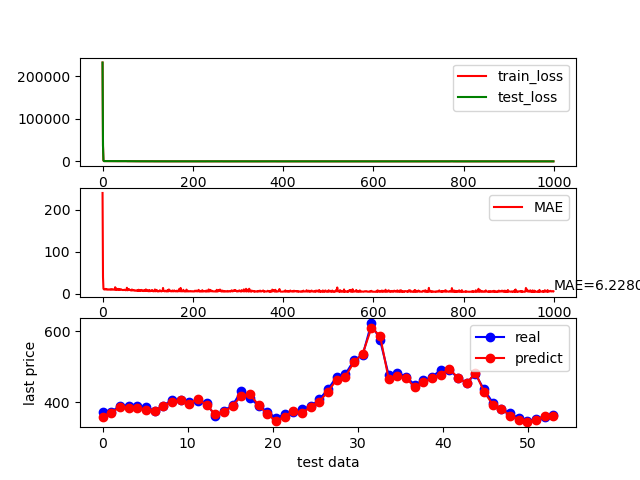 200000
100000
0
train_loss
test_loss
0 200 400 600 800 1000
200
100
0
MAE
MAE=6.2280
0 200 400 600 800 1000
600
400
last price
real
predict
0 10 20 30 40 50
test data